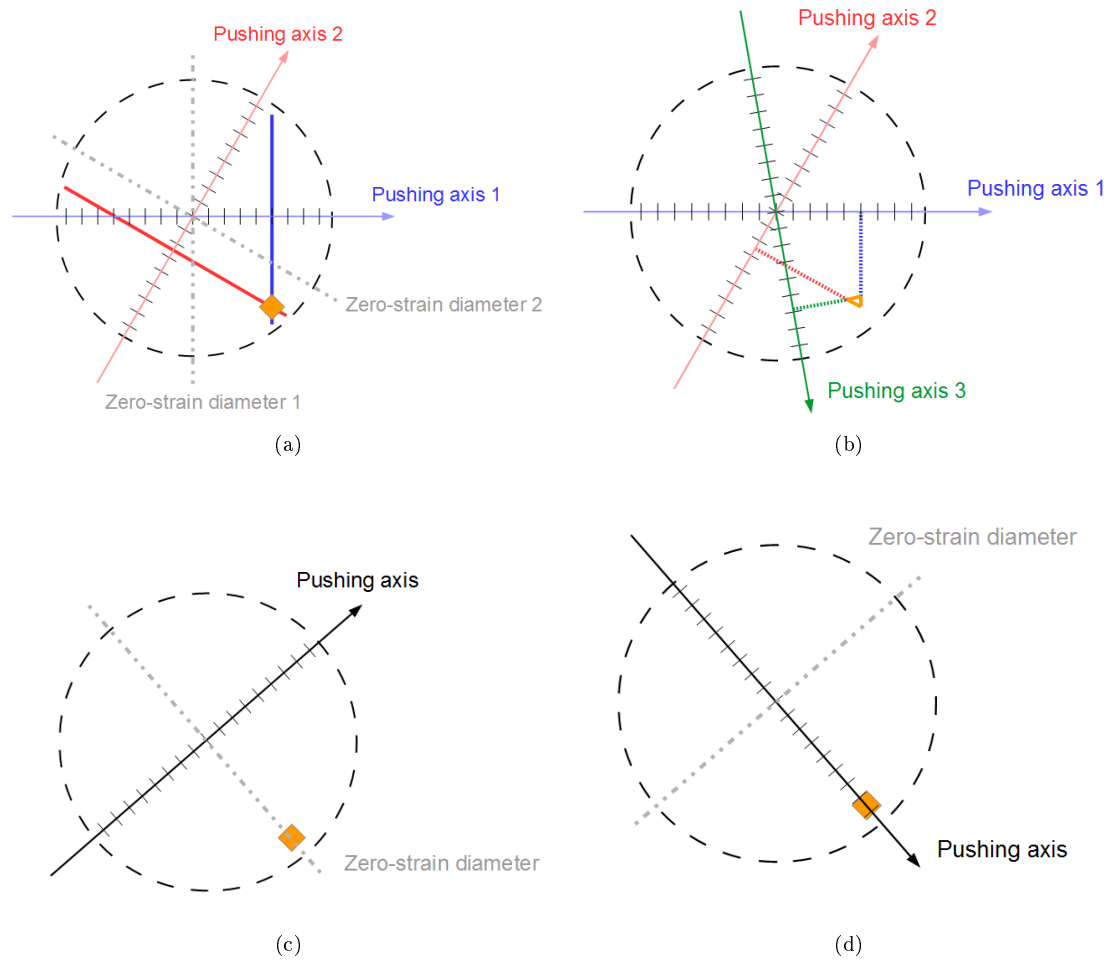 Pushing axis 2
Pushing axis 1
Zero-strain diameter 2
Zero-strain diameter 1
(a)
Pushing axis 2
Pushing axis 1
Pushing axis 3
(b)
Pushing axis
Zero-strain diameter
(c)
Zero-strain diameter
Pushing axis
(d)